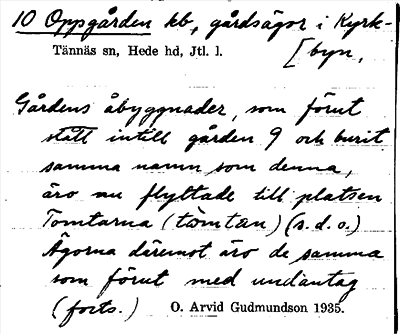 10 Oppgården kb, gårdsägor i Kyrk-
[byn,
Tännäs sn, Hede hd, Jtl. l.
Gårdens åbyggnader, som förut
stått intill gården 9 och burit
samma namn som denna,
äro nu flyttade till platsen
Tomtarna (tòmtan) (s.d.o.)
Ägorna däremot äro de samma
som förut med undantag
(forts.) O. Arvid Gudmundson 1935.